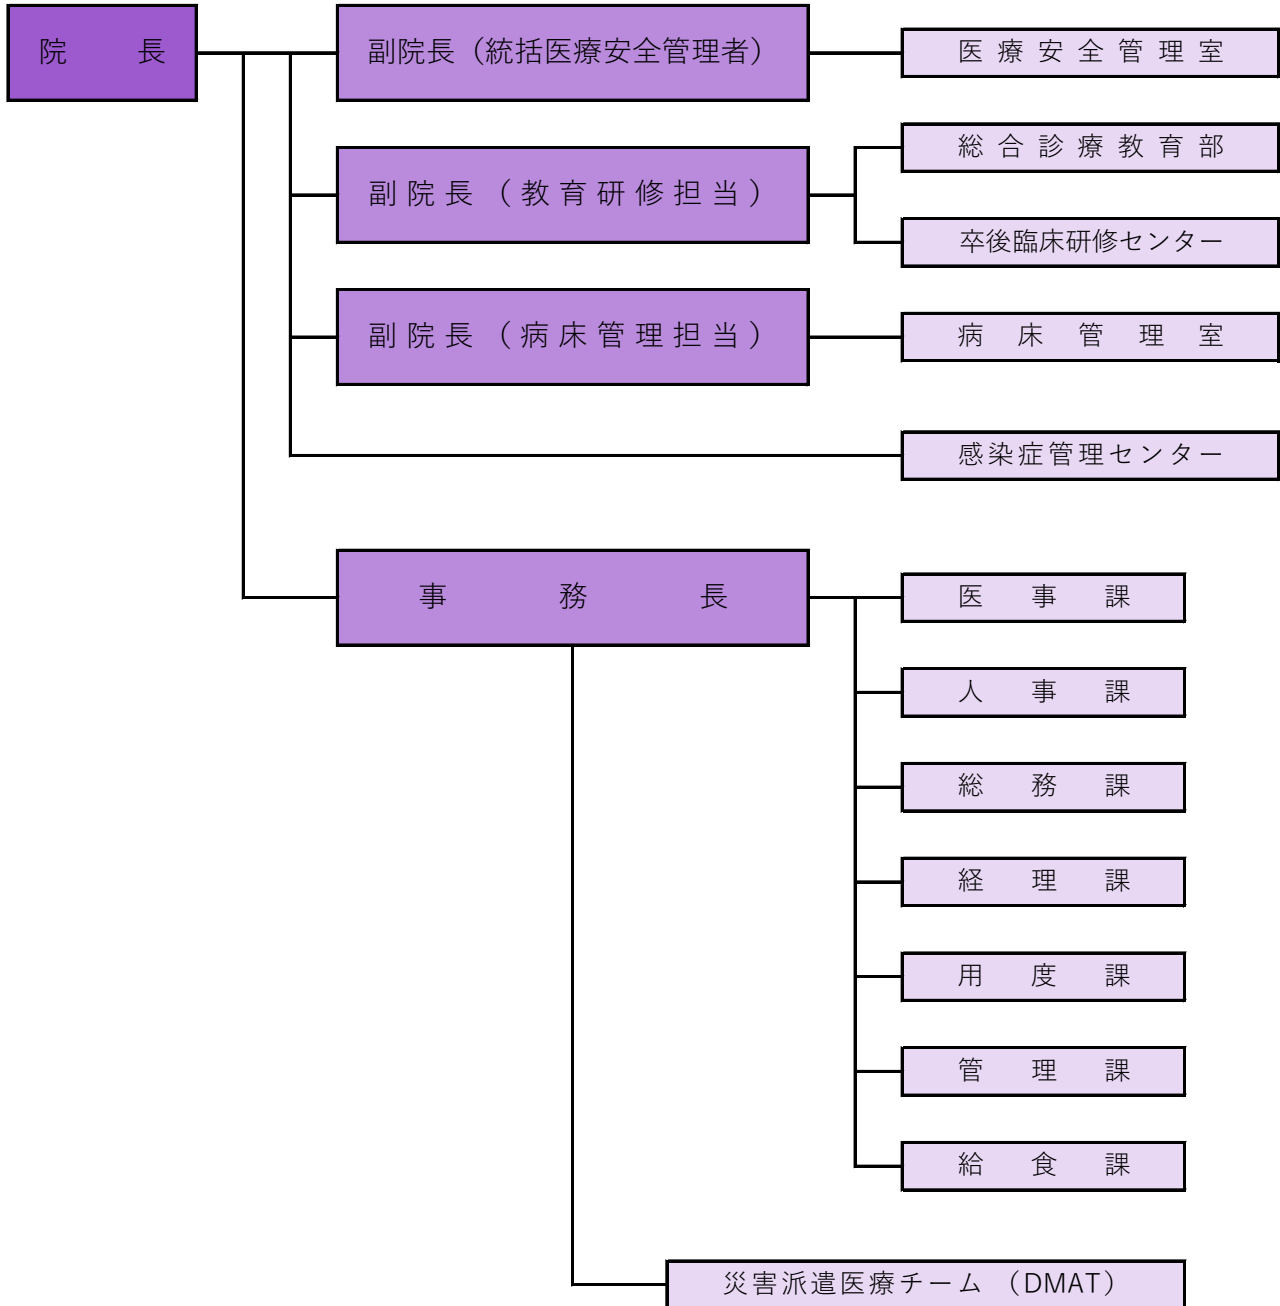 院長
副院長（統括医療安全管理者）
医療安全管理室
副院長（教育研修担当）
総合診療教育部
卒後臨床研修センター
副院長（病床管理担当）
病床管理室
感染症管理センター
事務長
医事課
人事課
総務課
経理課
用度課
管理課
給食課
災害派遣医療チーム （DMAT）